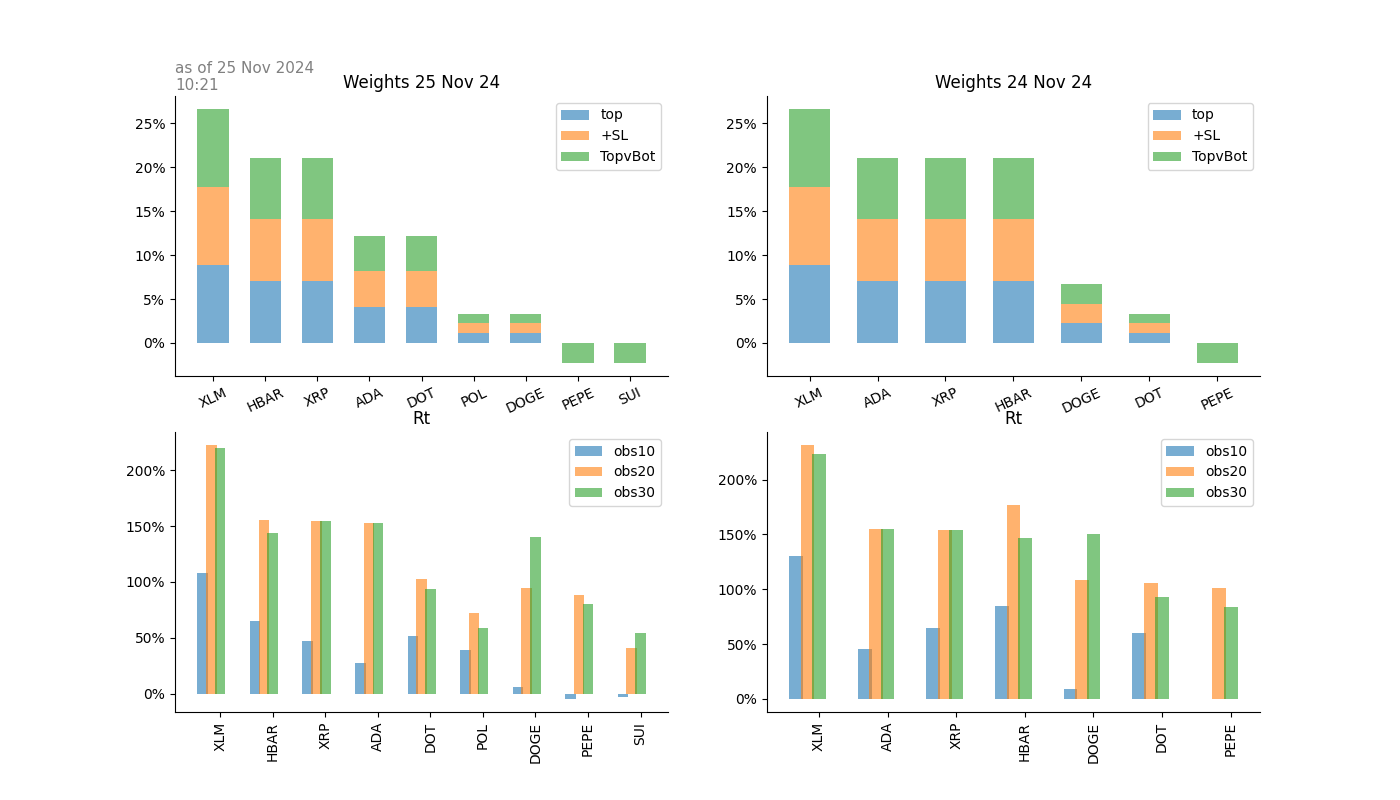 as of 25 Nov 2024
10:21
Weights 25 Nov 24
25%
20%
15%
10%
5%
0%
top
+SL
TopvBot
XLM HBAR XRP ADA DOT POL DOGE PEPE SUI
Weights 24 Nov 24
25%
20%
15%
10%
5%
0%
top
+SL
TopvBot
XLM ADA XRP HBAR DOGE DOT PEPE
Rt
200%
150%
100%
50%
0%
obs10
obs20
obs30
XLM HBAR XRP ADA DOT POL DOGE PEPE SUI
Rt
200%
150%
100%
50%
0%
obs10
obs20
obs30
XLM ADA XRP HBAR DOGE DOT PEPE